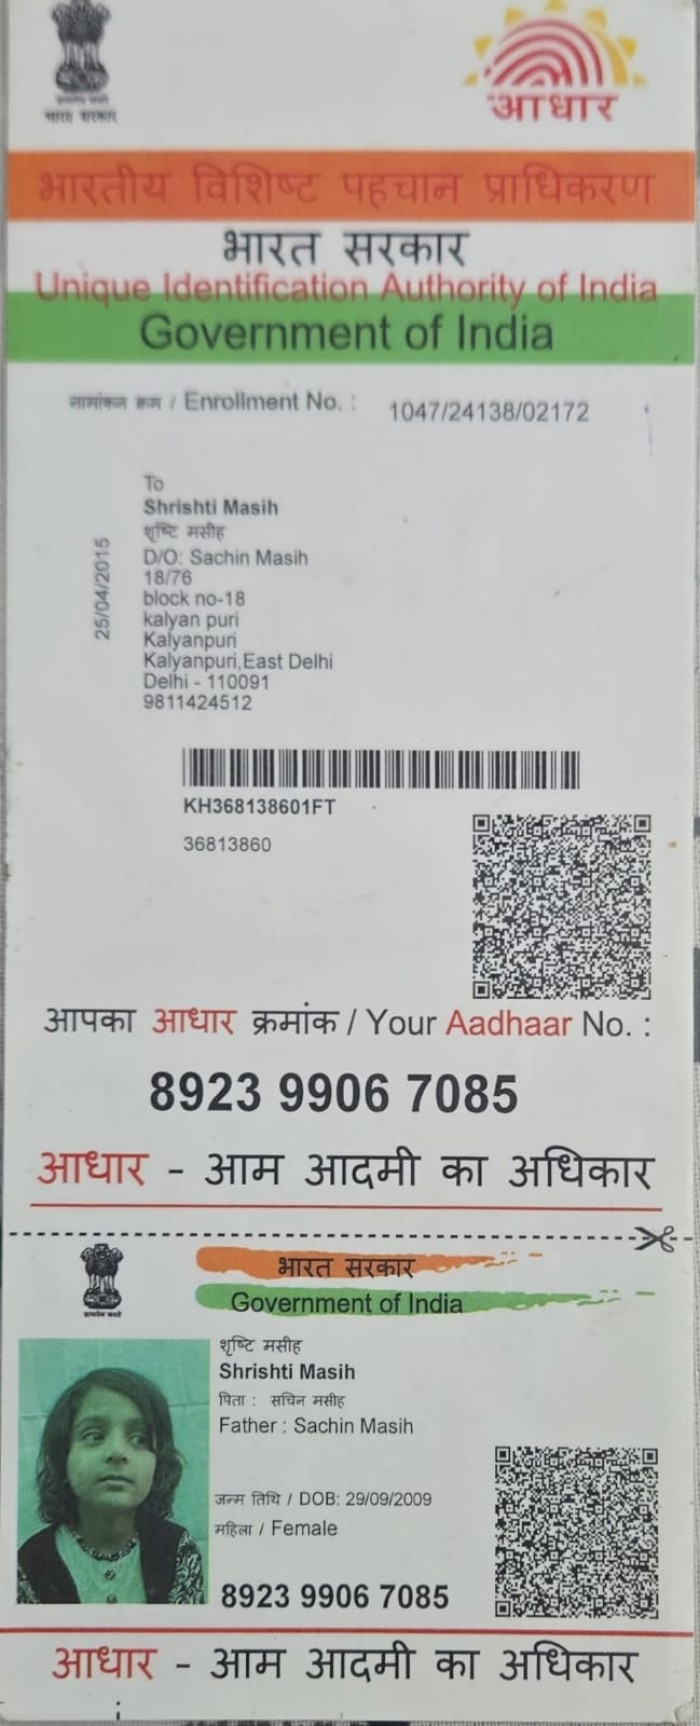 भारत सरकार
आधार
भारतीय विशिष्ट पहचान प्राधिकरण
भारत सरकार
Unique Identification Authority of India
Government of India
नामांकन क्रम / Enrollment No. : 1047/24138/02172
25/04/2015
To
Shrishti Masih
शृष्टि मसीह
D/O: Sachin Masih
18/76
block no-18
kalyan puri
Kalyanpuri
Kalyanpuri,East Delhi
Delhi - 110091
9811424512
KH368138601FT
36813860
आपका आधार क्रमांक / Your Aadhaar No. :
8923 9906 7085
आधार - आम आदमी का अधिकार
भारत सरकार
Government of India
शृष्टि मसीह
Shrishti Masih
पिता : सचिन मसीह
Father : Sachin Masih
जन्म तिथि / DOB: 29/09/2009
महिला / Female
8923 9906 7085
आधार - आम आदमी का अधिकार